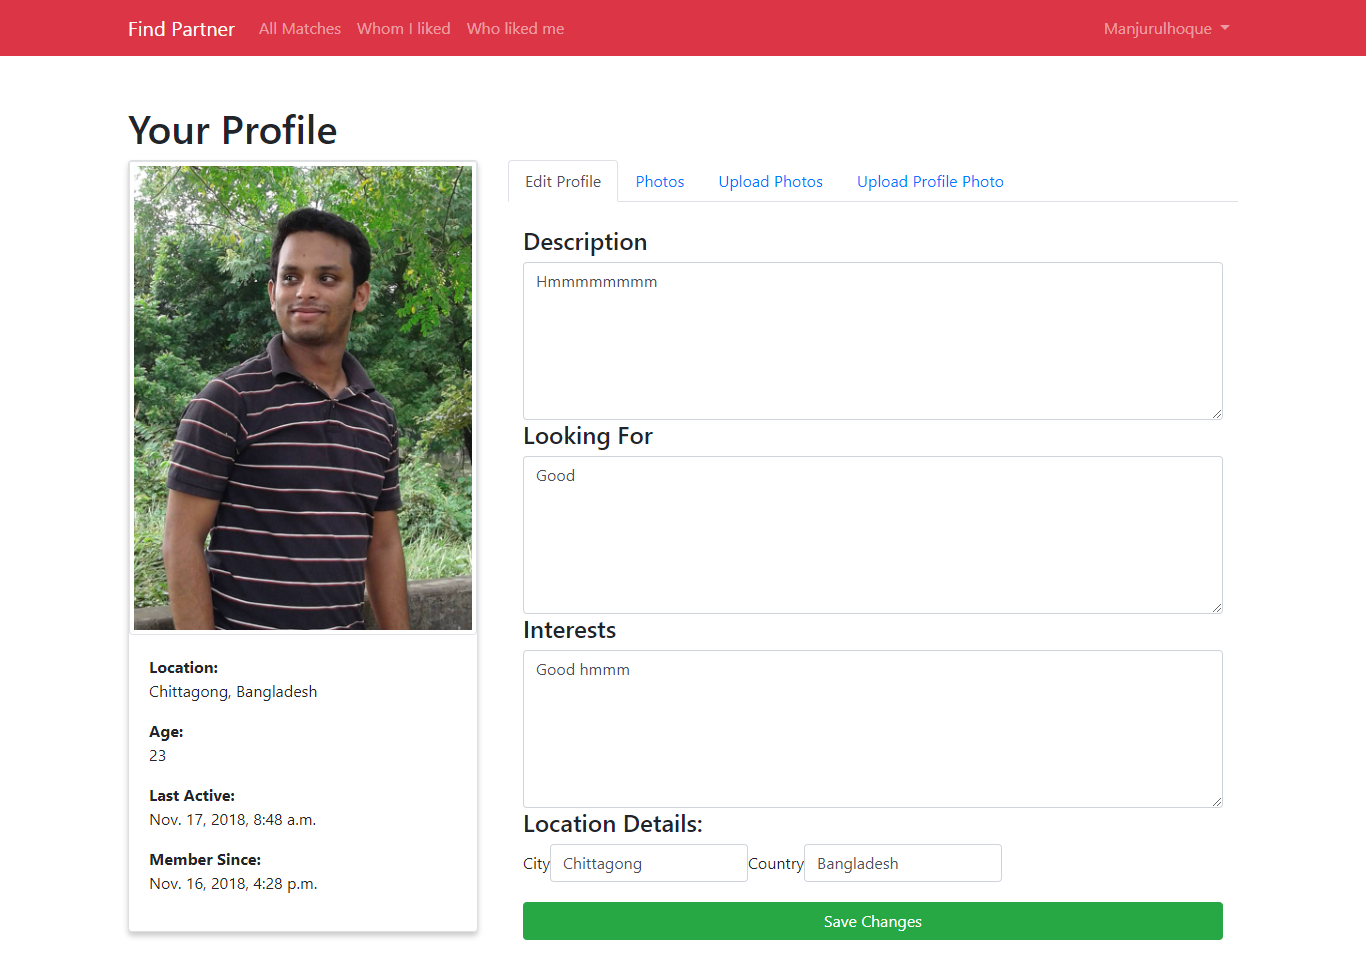 Find Partner All Matches Whom I liked Who liked me Manjurulhoque
Your Profile
Edit Profile Photos Upload Photos Upload Profile Photo
Location:
Chittagong, Bangladesh
Age:
23
Last Active:
Nov. 17, 2018, 8:48 a.m.
Member Since:
Nov. 16, 2018, 4:28 p.m.
Description
Hmmmmmmmm
Looking For
Good
Interests
Good hmmm
Location Details:
City Chittagong Country Bangladesh
Save Changes